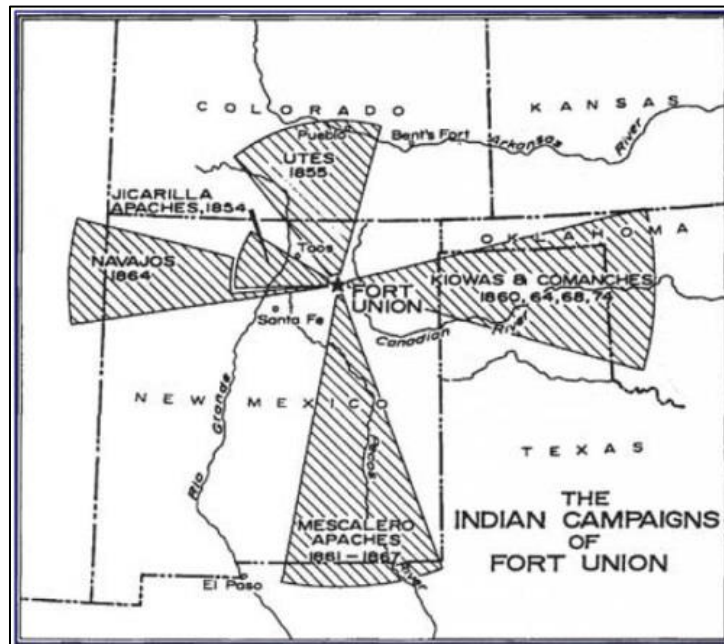 COLORADO
KANSAS
Pueblo
Bent's Fort
Arkansas
River
UTES
1855
JICARILLA
APACHES, 1854
Taos
OKLAHOMA
NAVAJOS
1864
KIOWAS & COMANCHES
1860, 64, 68, 74
FORT
UNION
Santa Fe
Canadian
River
NEW MEXICO
Rio
Grande
Pecos
River
TEXAS
MESCALERO
APACHES
1861-1867
El Paso
THE
INDIAN CAMPAIGNS
OF
FORT UNION